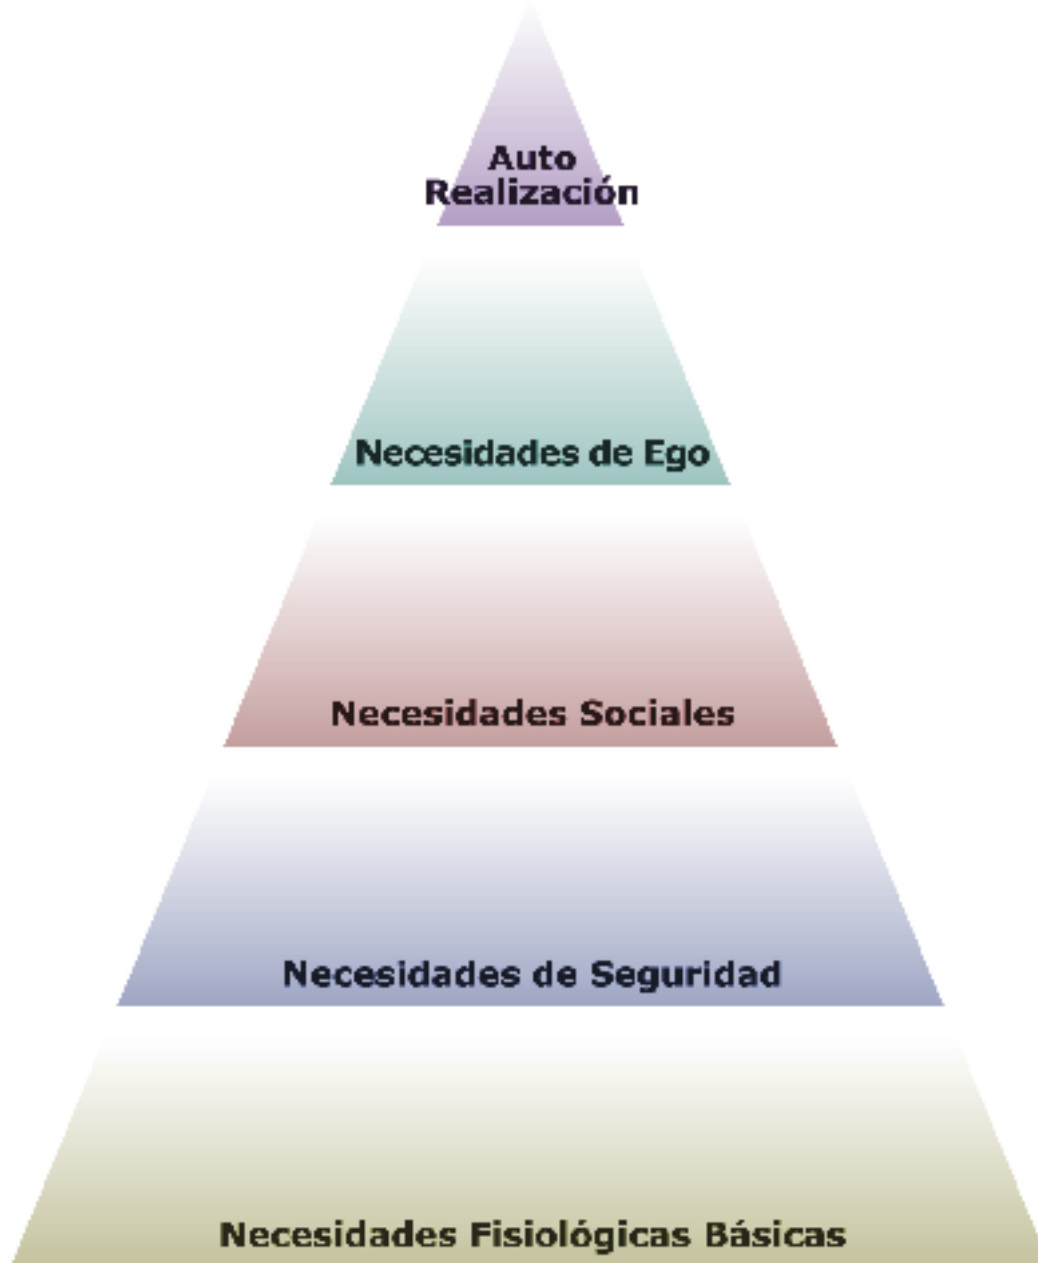 Auto
Realización
Necesidades de Ego
Necesidades Sociales
Necesidades de Seguridad
Necesidades Fisiológicas Básicas